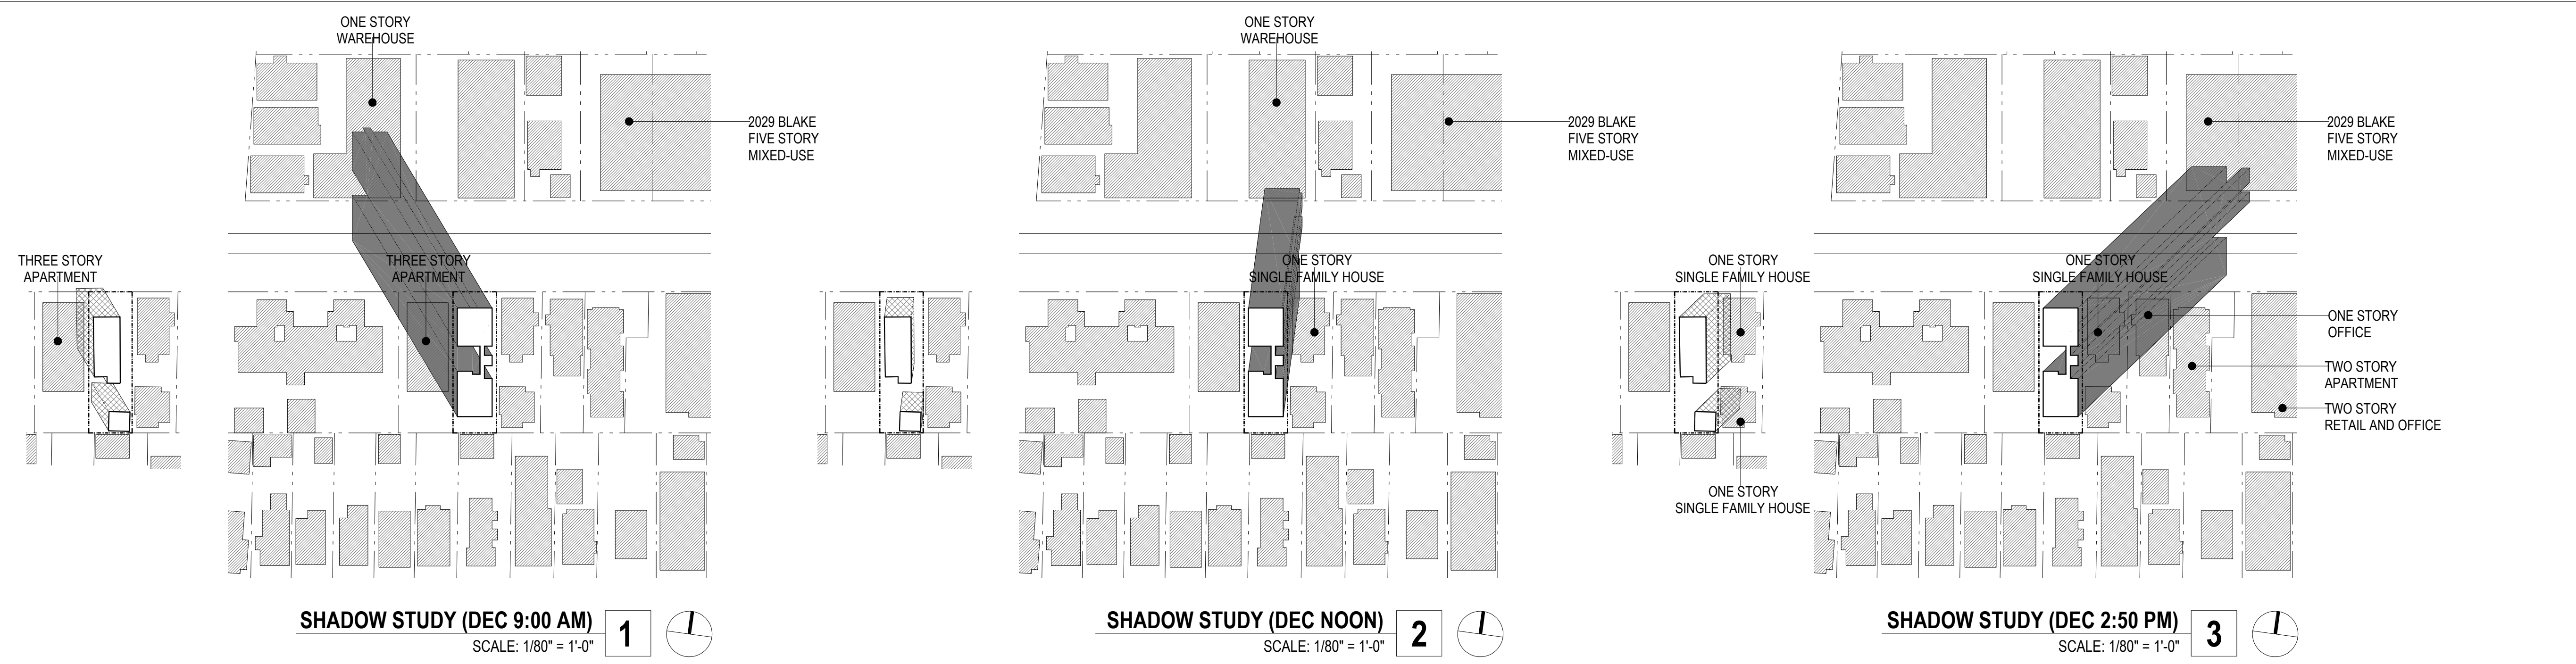 ONE STORY
WAREHOUSE
2029 BLAKE
FIVE STORY
MIXED-USE
THREE STORY
APARTMENT
THREE STORY
APARTMENT
SHADOW STUDY (DEC 9:00 AM)
SCALE: 1/80" = 1'-0"
1
ONE STORY
WAREHOUSE
2029 BLAKE
FIVE STORY
MIXED-USE
ONE STORY
SINGLE FAMILY HOUSE
SHADOW STUDY (DEC NOON)
SCALE: 1/80" = 1'-0"
2
2029 BLAKE
FIVE STORY
MIXED-USE
ONE STORY
SINGLE FAMILY HOUSE
ONE STORY
SINGLE FAMILY HOUSE
ONE STORY
OFFICE
TWO STORY
APARTMENT
TWO STORY
RETAIL AND OFFICE
ONE STORY
SINGLE FAMILY HOUSE
SHADOW STUDY (DEC 2:50 PM)
SCALE: 1/80" = 1'-0"
3